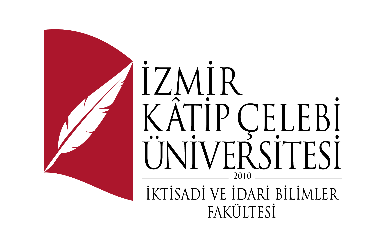 İZMİR
KÂTİP ÇELEBİ
ÜNİVERSİTESİ
2010
İKTİSADİ VE İDARİ BİLİMLER
FAKÜLTESİ